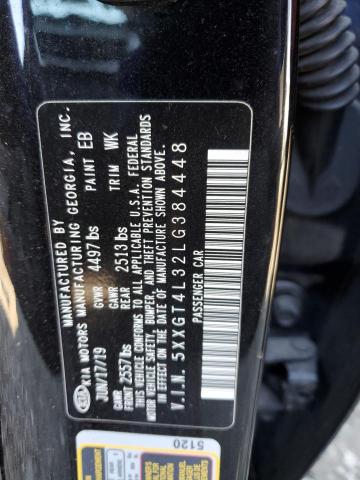 MANUFACTURED BY
KIA KIA MOTORS MANUFACTURING GEORGIA, INC.
JUN/17/19 GVWR 4497 lbs PAINT EB
GAWR FRONT 2557 lbs GAWR REAR 2513 lbs TRIM WK
THIS VEHICLE CONFORMS TO ALL APPLICABLE U.S.A. FEDERAL
MOTOR VEHICLE SAFETY, BUMPER, AND THEFT PREVENTION STANDARDS
IN EFFECT ON THE DATE OF MANUFACTURE SHOWN ABOVE.
V.I.N. 5XXGT4L32LG384448
PASSENGER CAR
5120